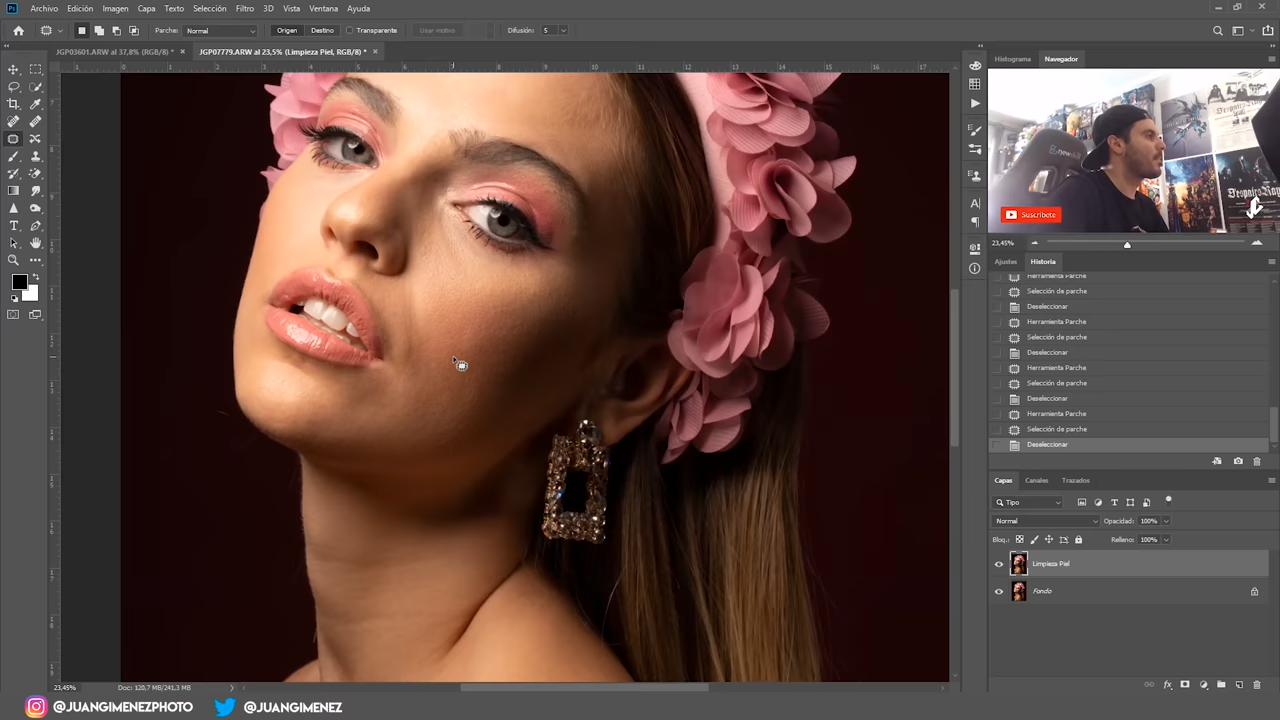 Ps Archivo Edición Imagen Capa Texto Selección Filtro 3D Vista Ventana Ayuda
Parche: Normal Origen Destino Transparente Usar motivo Difusión: 5
JGP03601.ARW al 37,8% (RGB/8) * × JGP07779.ARW al 23,5% (Limpieza Piel, RGB/8) * ×
Histograma Navegador
newskill
Suscríbete
23,45%
Ajustes Historia
Herramienta Parche
Selección de parche
Deseleccionar
Herramienta Parche
Selección de parche
Deseleccionar
Herramienta Parche
Selección de parche
Deseleccionar
Herramienta Parche
Selección de parche
Deseleccionar
Capas Canales Trazados
Tipo
Normal Opacidad: 100%
Bloq.: Relleno: 100%
Limpieza Piel
Fondo
23,45% Doc: 120,7 MB/241,3 MB
@JUANGIMENEZPHOTO @JUANGIMENEZ